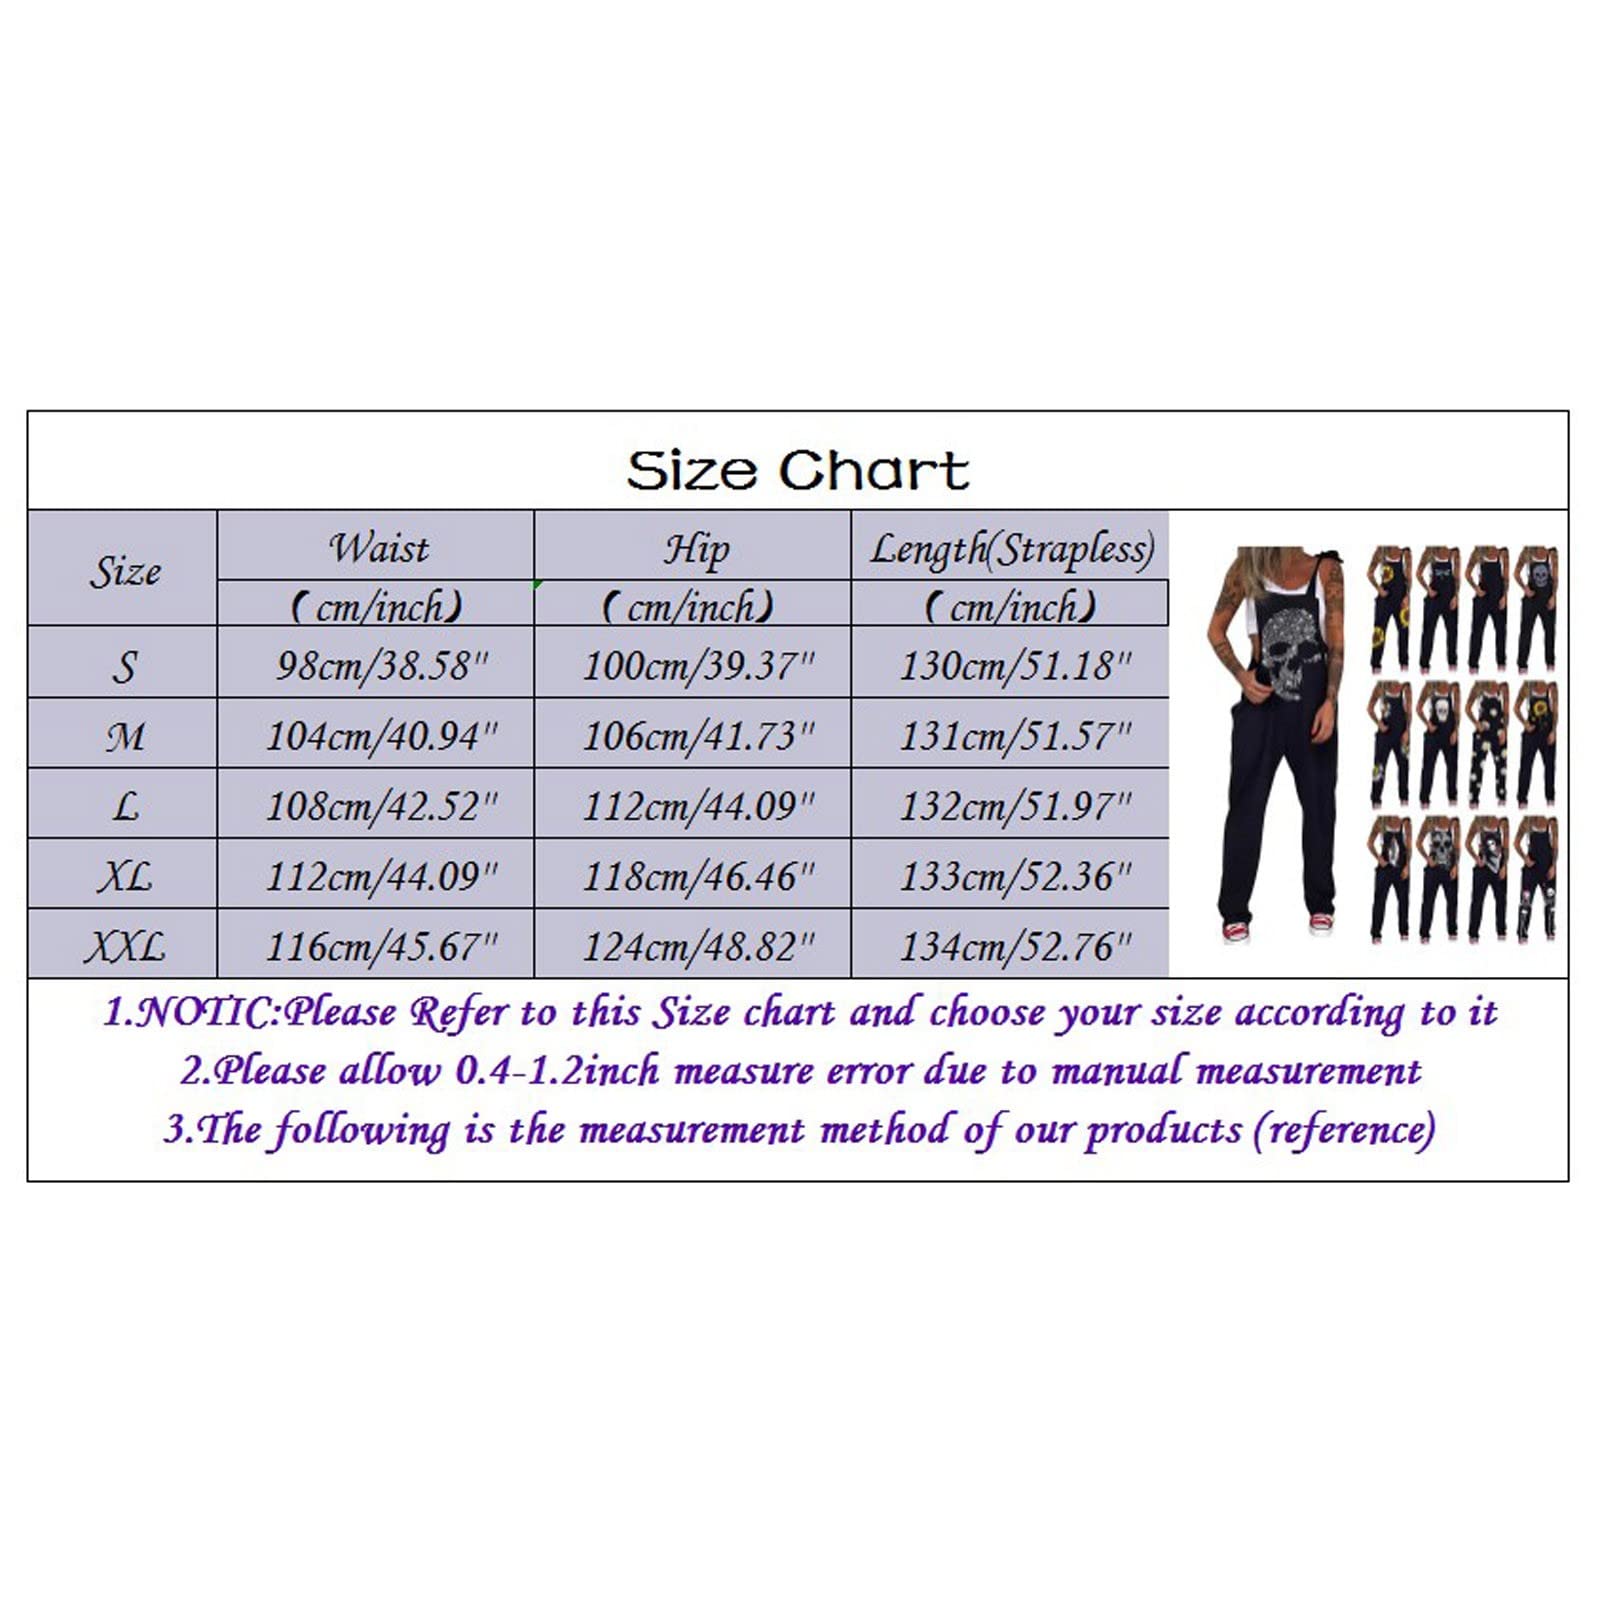 Size Chart
Size Waist Hip Length(Strapless)
( cm/inch) ( cm/inch) ( cm/inch)
S 98cm/38.58" 100cm/39.37" 130cm/51.18"
M 104cm/40.94" 106cm/41.73" 131cm/51.57"
L 108cm/42.52" 112cm/44.09" 132cm/51.97"
XL 112cm/44.09" 118cm/46.46" 133cm/52.36"
XXL 116cm/45.67" 124cm/48.82" 134cm/52.76"
1.NOTIC:Please Refer to this Size chart and choose your size according to it
2.Please allow 0.4-1.2inch measure error due to manual measurement
3.The following is the measurement method of our products (reference)